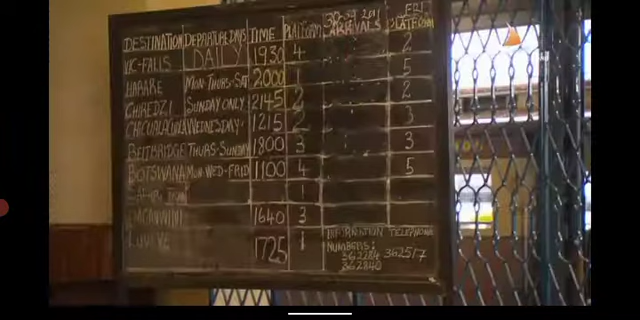 DESTINATION DEPARTURE DAYS TIME PLATFORM ARRIVALS PLATFORM
VIC-FALLS DAILY 1930 4 2
HARARE MON-THURS-SAT 2000 1 5
CHIREDZI SUNDAY ONLY 2145 2 2
CHICUALACUALA WEDNESDAY 1215 2 3
BEITBRIDGE THURS-SUNDAY 1800 3 3
BOTSWANA MON-WED-FRID 1100 4 5
1
1640 3
LUVEVE 1725 1
INFORMATION TELEPHONE
NUMBERS:
362284 362517
362840